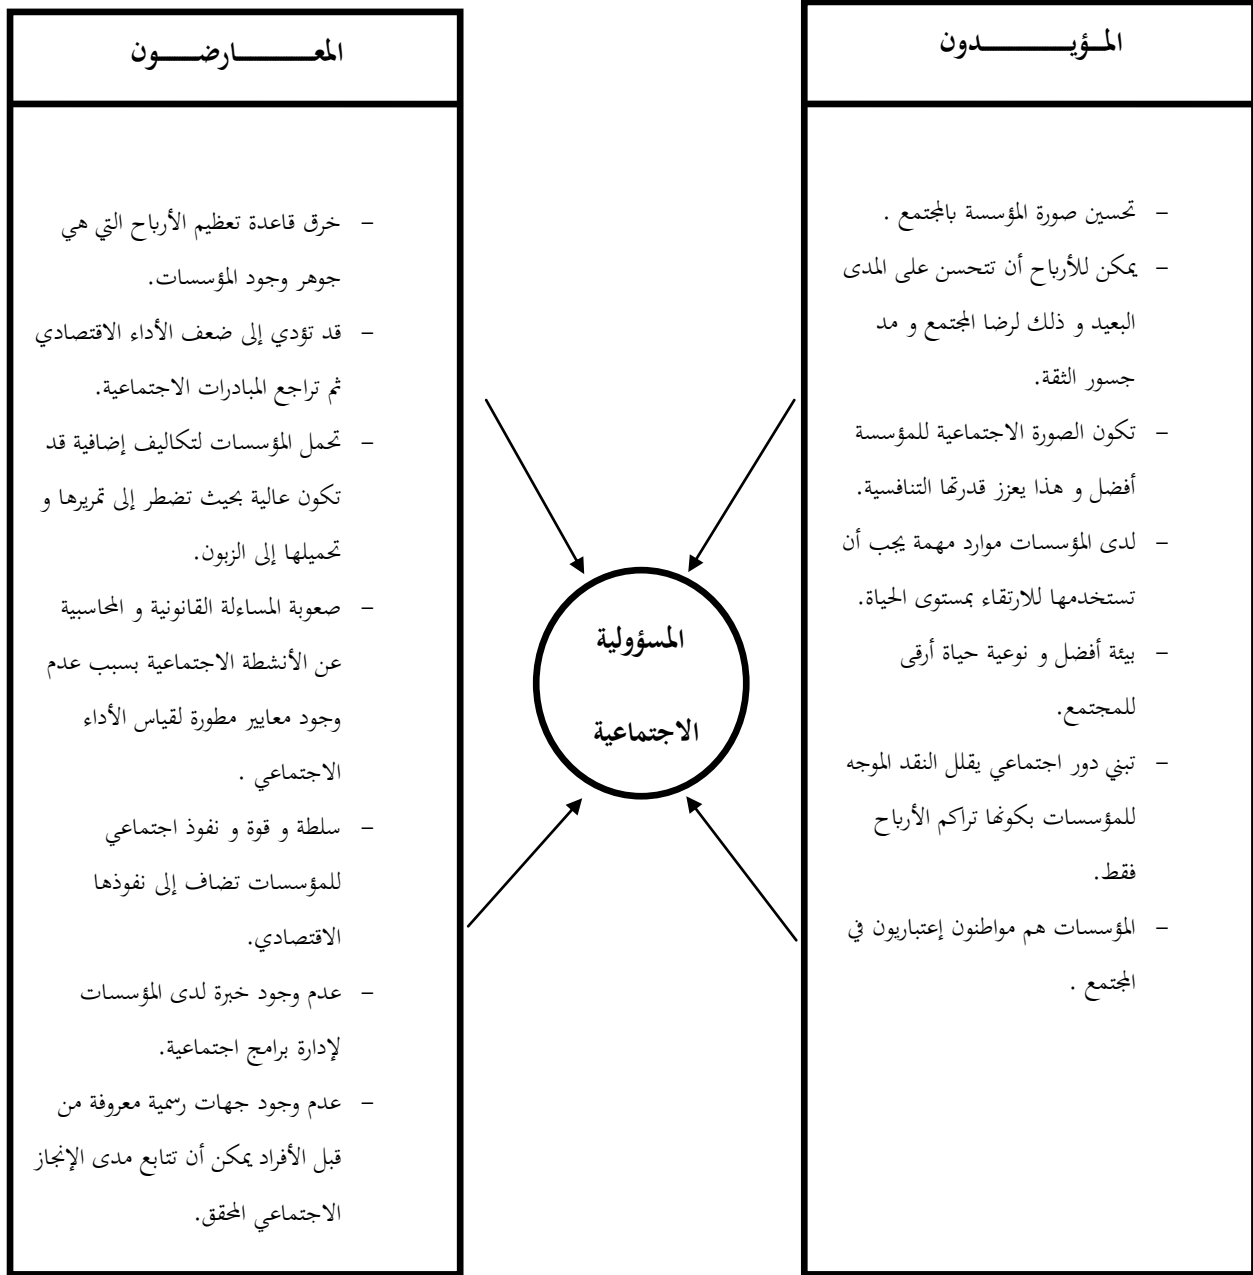 المــؤيـــــــــــدون
– تحسين صورة المؤسسة بالمجتمع .
– يمكن للأرباح أن تتحسن على المدى
البعيد و ذلك لرضا المجتمع و مد
جسور الثقة.
– تكون الصورة الاجتماعية للمؤسسة
أفضل و هذا يعزز قدرتها التنافسية.
– لدى المؤسسات موارد مهمة يجب أن
تستخدمها للارتقاء بمستوى الحياة.
– بيئة أفضل و نوعية حياة أرقى
للمجتمع.
– تبني دور اجتماعي يقلل النقد الموجه
للمؤسسات بكونها تراكم الأرباح
فقط.
– المؤسسات هم مواطنون إعتباريون في
المجتمع .
المسؤولية
الاجتماعية
المعـــــــــارضـــــون
– خرق قاعدة تعظيم الأرباح التي هي
جوهر وجود المؤسسات.
– قد تؤدي إلى ضعف الأداء الاقتصادي
ثم تراجع المبادرات الاجتماعية.
– تحمل المؤسسات لتكاليف إضافية قد
تكون عالية بحيث تضطر إلى تمريرها و
تحميلها إلى الزبون.
– صعوبة المساءلة القانونية و المحاسبية
عن الأنشطة الاجتماعية بسبب عدم
وجود معايير مطورة لقياس الأداء
الاجتماعي .
– سلطة و قوة و نفوذ اجتماعي
للمؤسسات تضاف إلى نفوذها
الاقتصادي.
– عدم وجود خبرة لدى المؤسسات
لإدارة برامج اجتماعية.
– عدم وجود جهات رسمية معروفة من
قبل الأفراد يمكن أن تتابع مدى الإنجاز
الاجتماعي المحقق.